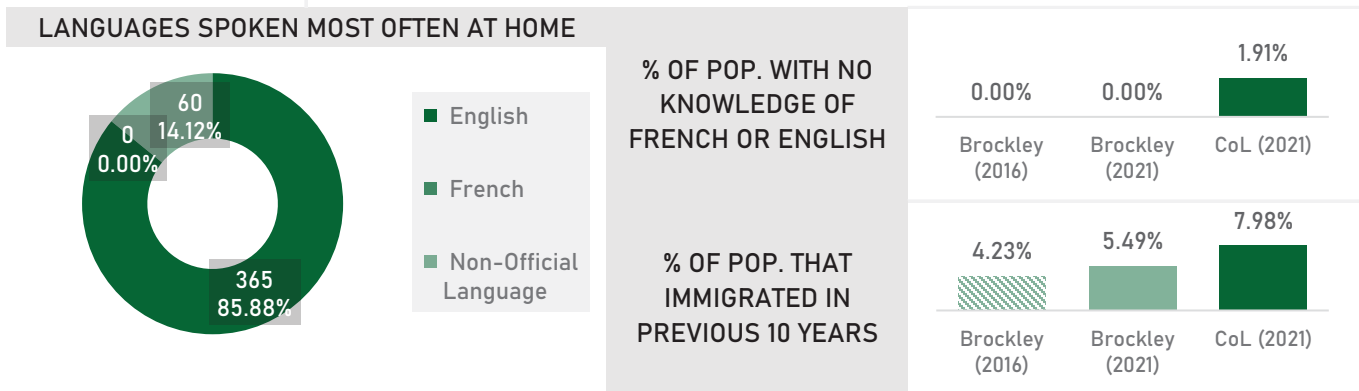 LANGUAGES SPOKEN MOST OFTEN AT HOME
60
14.12%
0
0.00%
365
85.88%
English
French
Non-Official
Language
% OF POP. WITH NO
KNOWLEDGE OF
FRENCH OR ENGLISH
0.00%
0.00%
1.91%
Brockley
(2016)
Brockley
(2021)
CoL (2021)
% OF POP. THAT
IMMIGRATED IN
PREVIOUS 10 YEARS
4.23%
5.49%
7.98%
Brockley
(2016)
Brockley
(2021)
CoL (2021)